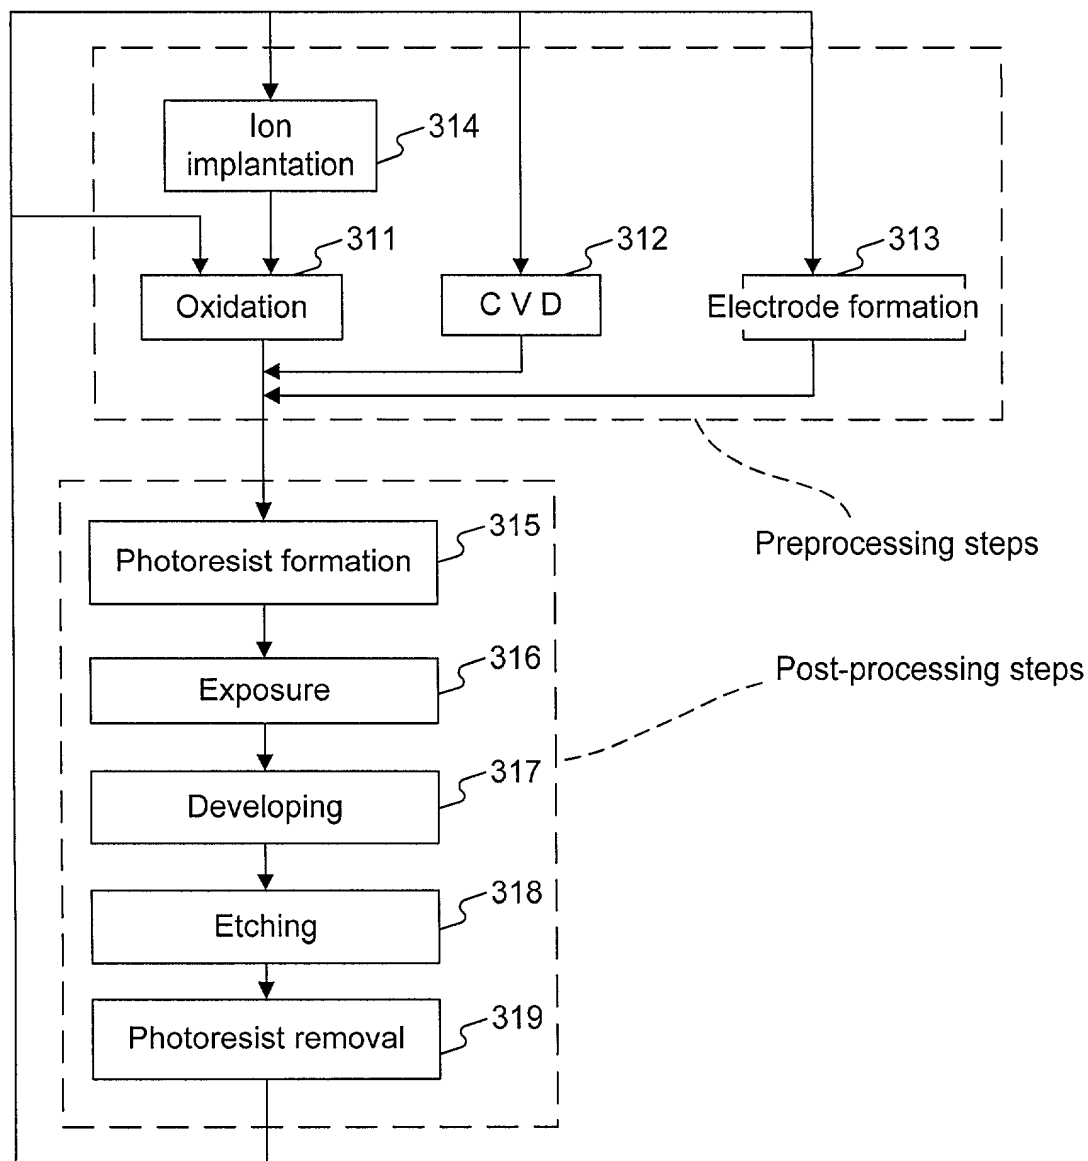 Ion
implantation
314
311
312
313
Oxidation
C V D
Electrode formation
Preprocessing steps
315
Photoresist formation
316
Exposure
Post-processing steps
317
Developing
318
Etching
319
Photoresist removal